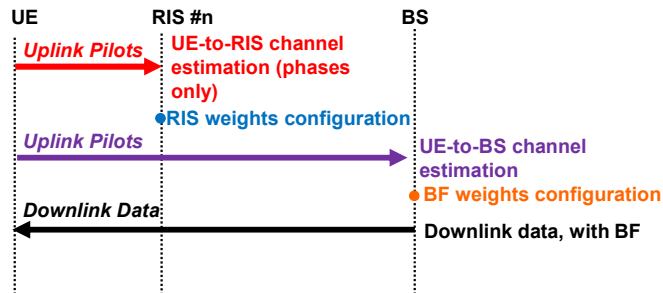 UE RIS #n BS
Uplink Pilots
UE-to-RIS channel
estimation (phases
only)
RIS weights configuration
Uplink Pilots
UE-to-BS channel
estimation
BF weights configuration
Downlink Data
Downlink data, with BF